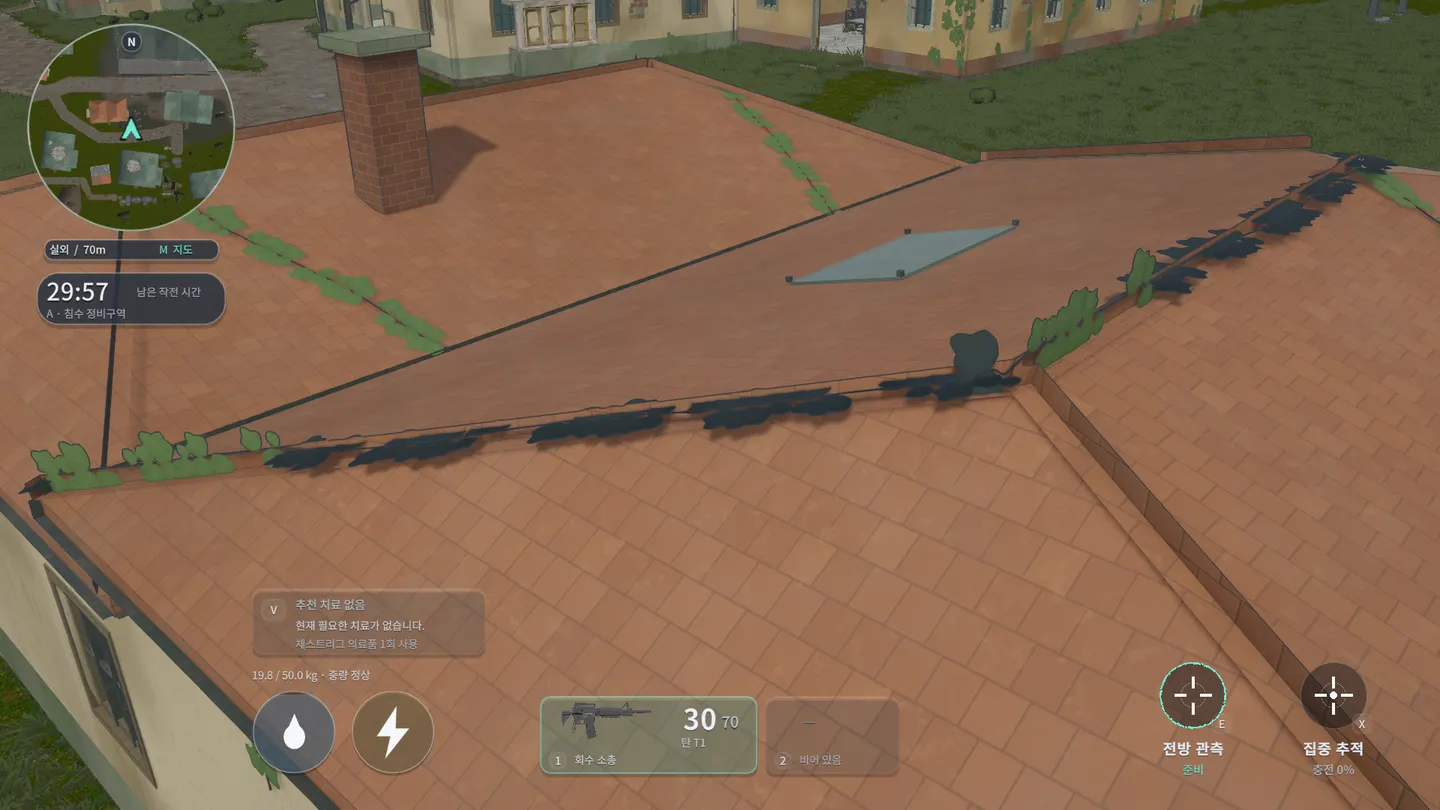 N
실외 / 70m M 지도
29:57 남은 작전 시간
A · 침수 정비구역
V 추천 치료 없음
현재 필요한 치료가 없습니다.
체스트리그 의료품 1회 사용
19.8 / 50.0 kg · 중량 정상
30 70
탄 T1
1 회수 소총
—
2 비어 있음
E
전방 관측
준비
X
집중 추적
충전 0%